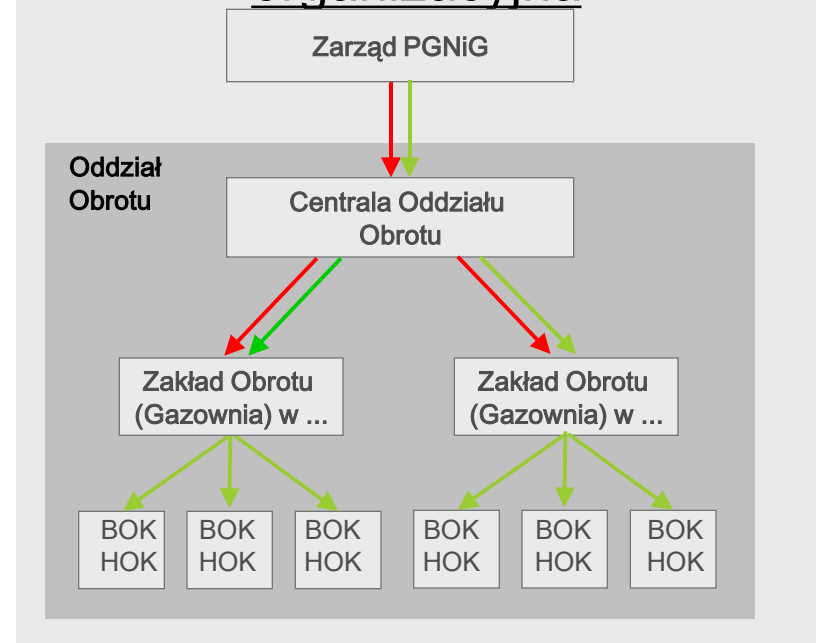 Zarząd PGNiG
Oddział
Obrotu
Centrala Oddziału
Obrotu
Zakład Obrotu
(Gazownia) w ...
Zakład Obrotu
(Gazownia) w ...
BOK
HOK
BOK
HOK
BOK
HOK
BOK
HOK
BOK
HOK
BOK
HOK